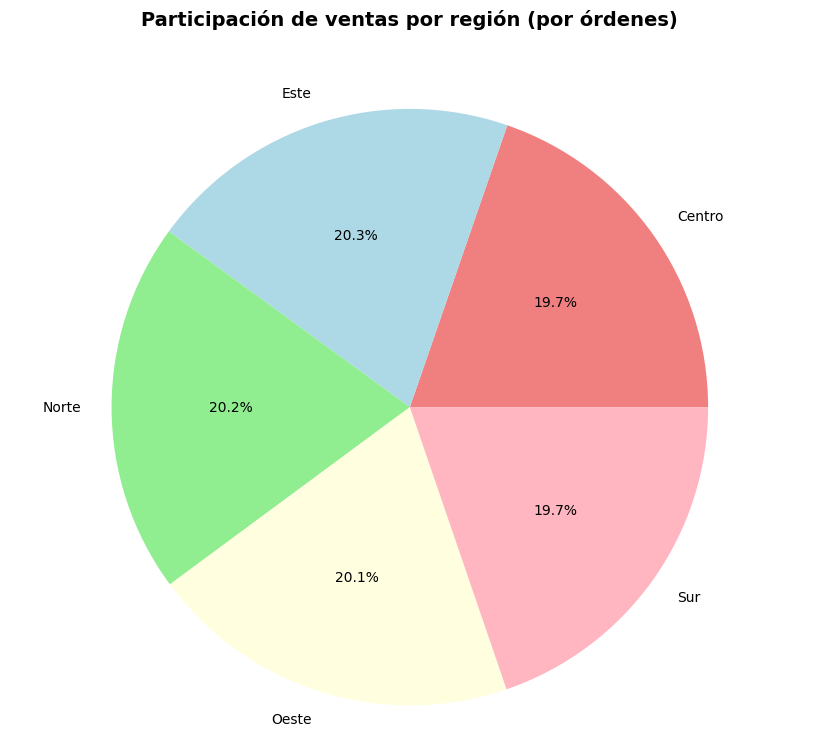 Participación de ventas por región (por órdenes)
Este
Centro
20.3%
19.7%
Norte
20.2%
19.7%
20.1%
Sur
Oeste